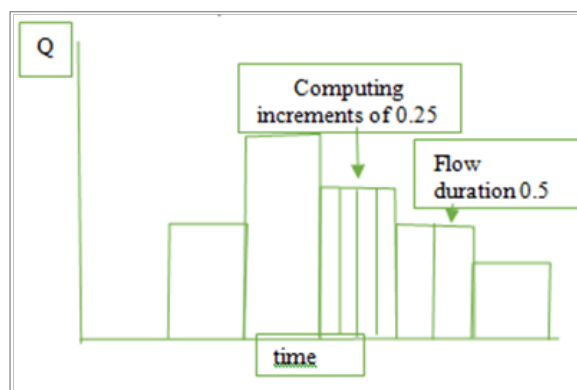 Q
Computing
increments of 0.25
Flow
duration 0.5
time